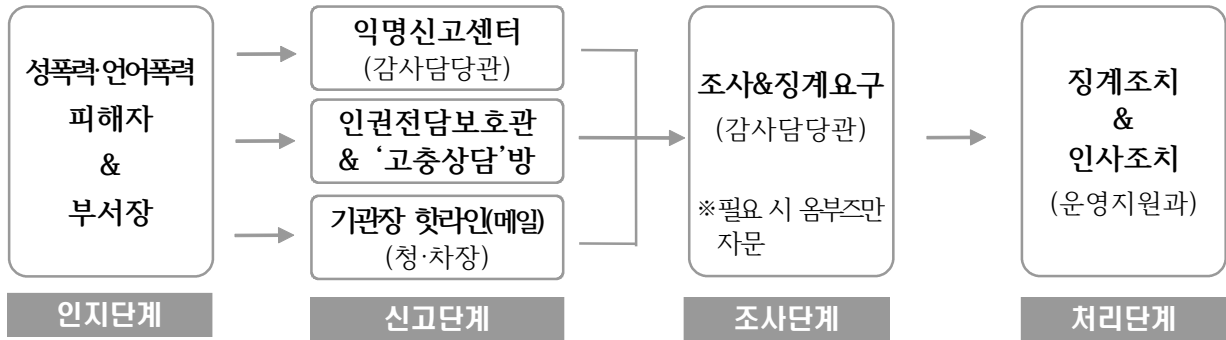 성폭력·언어폭력
피해자
&
부서장
인지단계
익명신고센터
(감사담당관)
인권전담보호관
& ‘고충상담’방
기관장 핫라인(메일)
(청·차장)
신고단계
조사&징계요구
(감사담당관)
※필요 시 옴부즈만
자문
조사단계
징계조치
&
인사조치
(운영지원과)
처리단계